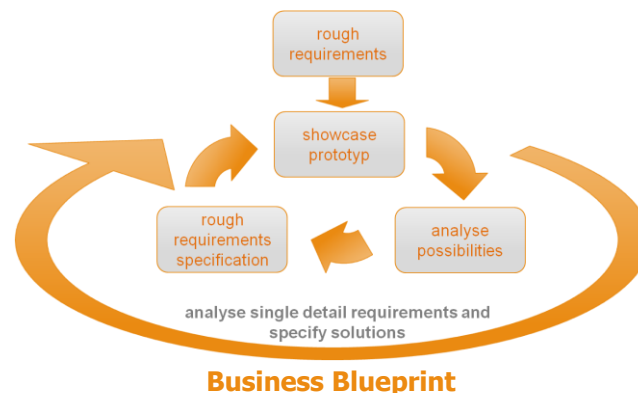 rough
requirements
showcase
prototyp
rough
requirements
specification
analyse
possibilities
analyse single detail requirements and
specify solutions
Business Blueprint